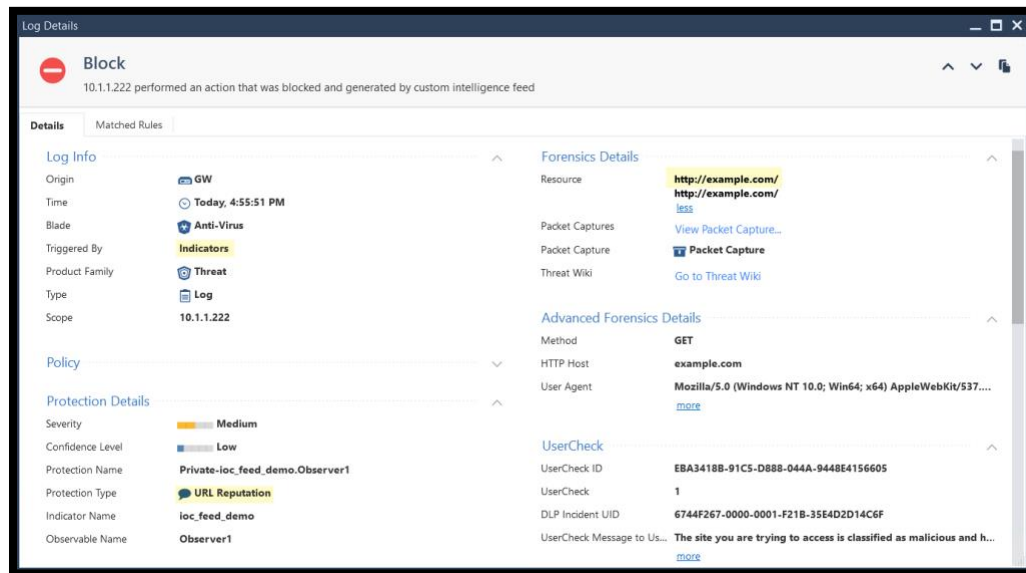 Log Details
Block
10.1.1.222 performed an action that was blocked and generated by custom intelligence feed
Details Matched Rules
Log Info
Origin GW
Time Today, 4:55:51 PM
Blade Anti-Virus
Triggered By Indicators
Product Family Threat
Type Log
Scope 10.1.1.222
Policy
Protection Details
Severity Medium
Confidence Level Low
Protection Name Private-ioc_feed_demo.Observer1
Protection Type URL Reputation
Indicator Name ioc_feed_demo
Observable Name Observer1
Forensics Details
Resource http://example.com/
http://example.com/
less
Packet Captures View Packet Capture...
Packet Capture Packet Capture
Threat Wiki Go to Threat Wiki
Advanced Forensics Details
Method GET
HTTP Host example.com
User Agent Mozilla/5.0 (Windows NT 10.0; Win64; x64) AppleWebKit/537....
more
UserCheck
UserCheck ID EBA3418B-91C5-D888-044A-9448E4156605
UserCheck 1
DLP Incident UID 6744F267-0000-0001-F21B-35E4D2D14C6F
UserCheck Message to Us... The site you are trying to access is classified as malicious and h...
more